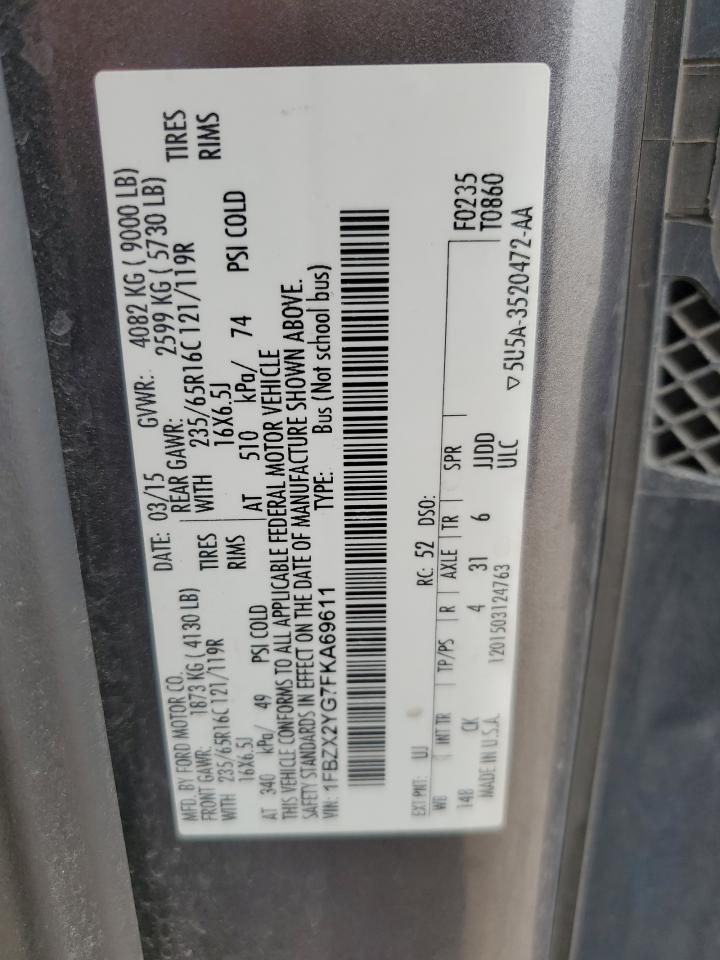 MFD. BY FORD MOTOR CO. DATE: 03/15 GVWR: 4082 KG ( 9000 LB)
FRONT GAWR: 1873 KG ( 4130 LB) REAR GAWR: 2599 KG ( 5730 LB)
WITH 235/65R16C 121/119R TIRES WITH 235/65R16C 121/119R TIRES
16X6.5J RIMS 16X6.5J RIMS
AT 340 kPa/ 49 PSI COLD AT 510 kPa/ 74 PSI COLD
THIS VEHICLE CONFORMS TO ALL APPLICABLE FEDERAL MOTOR VEHICLE
SAFETY STANDARDS IN EFFECT ON THE DATE OF MANUFACTURE SHOWN ABOVE.
VIN: 1FBZX2YG7FKA69611 TYPE: Bus (Not school bus)
EXT PNT: UJ RC: 52 DSO: F0235
WB INT TR TP/PS R AXLE TR SPR T0860
148 CK 4 31 6 JJDD
MADE IN U.S.A. 1201503124763 ULC ▽5U5A-3520472-AA